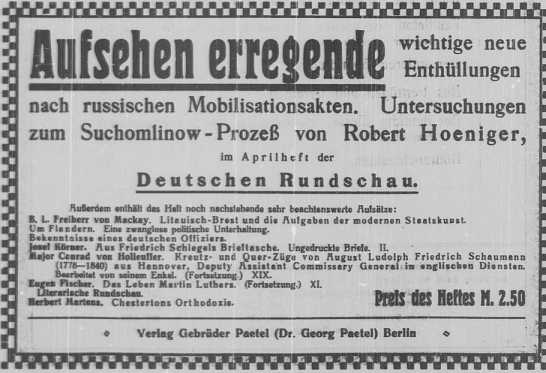 Aufsehen erregende wichtige neue Enthüllungen
nach russischen Mobilisationsakten. Untersuchungen
zum Suchomlinow-Prozeß von Robert Hoeniger,
im Aprilheft der
Deutschen Rundschau.
Außerdem enthält das Heft noch nachstehende sehr beachtenswerte Aufsätze:
B. L. Freiherr von Mackay. Liteuisch-Brest und die Aufgaben der modernen Staatskunst.
Um Flandern. Eine zwanglose politische Unterhaltung.
Bekenntnisse eines deutschen Offiziers.
Josef Körner. Aus Friedrich Schlegels Brieftasche. Ungedruckte Briefe. II.
Major Conrad von Holleuffer. Kreutz- und Quer-Züge von August Ludolph Friedrich Schaumann
(1778—1840) aus Hannover, Deputy Assistant Commissary General in englischen Diensten.
Bearbeitet von seinem Enkel. (Fortsetzung.) XIX.
Eugen Fischer. Das Leben Martin Luthers. (Fortsetzung.) XI.
Literarische Rundschau.
Herbert Martens. Chestertons Orthodoxie.
Preis des Heftes M. 2.50
Verlag Gebrüder Paetel (Dr. Georg Paetel) Berlin